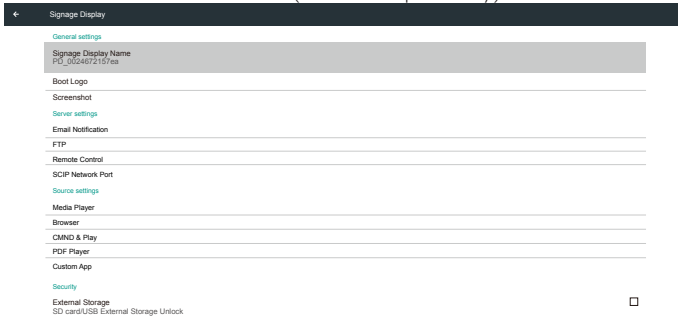 Signage Display
General settings
Signage Display Name
PD_0024672157ea
Boot Logo
Screenshot
Server settings
Email Notification
FTP
Remote Control
SCIP Network Port
Source settings
Media Player
Browser
CMND & Play
PDF Player
Custom App
Security
External Storage
SD card/USB External Storage Unlock